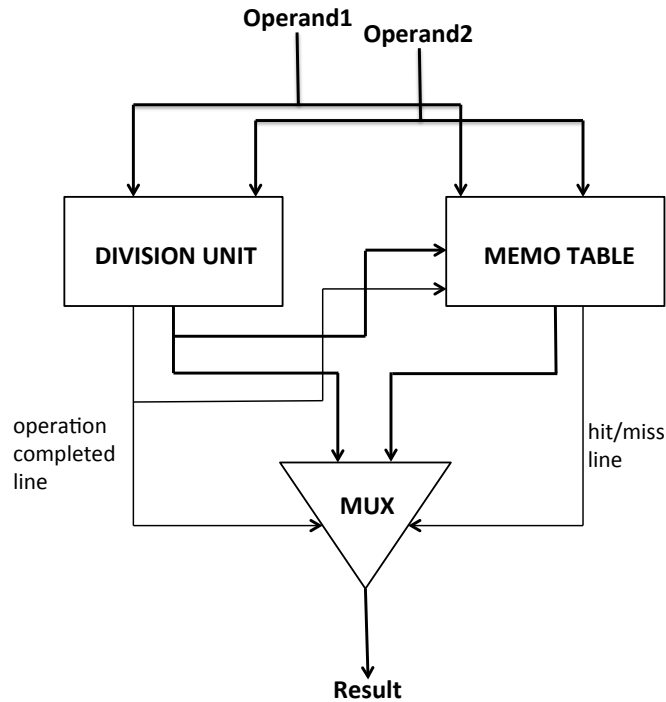 Operand1
Operand2
DIVISION UNIT
MEMO TABLE
operation
completed
line
hit/miss
line
MUX
Result